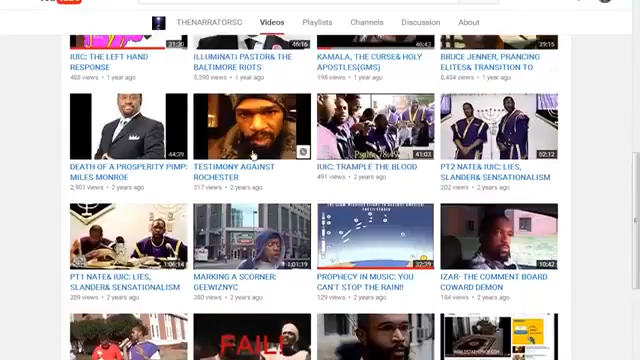 THENARRATORSC Videos Playlists Channels Discussion About
31:30 46:16 46:42 39:15
IUIC: THE LEFT HAND RESPONSE
483 views • 1 year ago
ILLUMINATI PASTOR& THE BALTIMORE RIOTS
5,390 views • 1 year ago
KAMALA, THE CURSE& HOLY APOSTLES(GMS)
198 views • 1 year ago
BRUCE JENNER, PRANCING ELITES& TRANSITION TO
8,434 views • 1 year ago
44:29
Psalm 78:49
41:03
52:12
DEATH OF A PROSPERITY PIMP: MILES MONROE
2,901 views • 2 years ago
TESTIMONY AGAINST ROCHESTER
317 views • 2 years ago
IUIC: TRAMPLE THE BLOOD
491 views • 2 years ago
PT2 NATE& IUIC: LIES, SLANDER& SENSATIONALISM
202 views • 2 years ago
1:06:14
1:01:19
32:39
10:42
PT1 NATE& IUIC: LIES, SLANDER& SENSATIONALISM
289 views • 2 years ago
MARKING A SCORNER: GEEWIZNYC
380 views • 2 years ago
PROPHECY IN MUSIC: YOU CAN'T STOP THE RAIN!!
129 views • 2 years ago
IZAR- THE COMMENT BOARD COWARD DEMON
164 views • 2 years ago
FAIL!